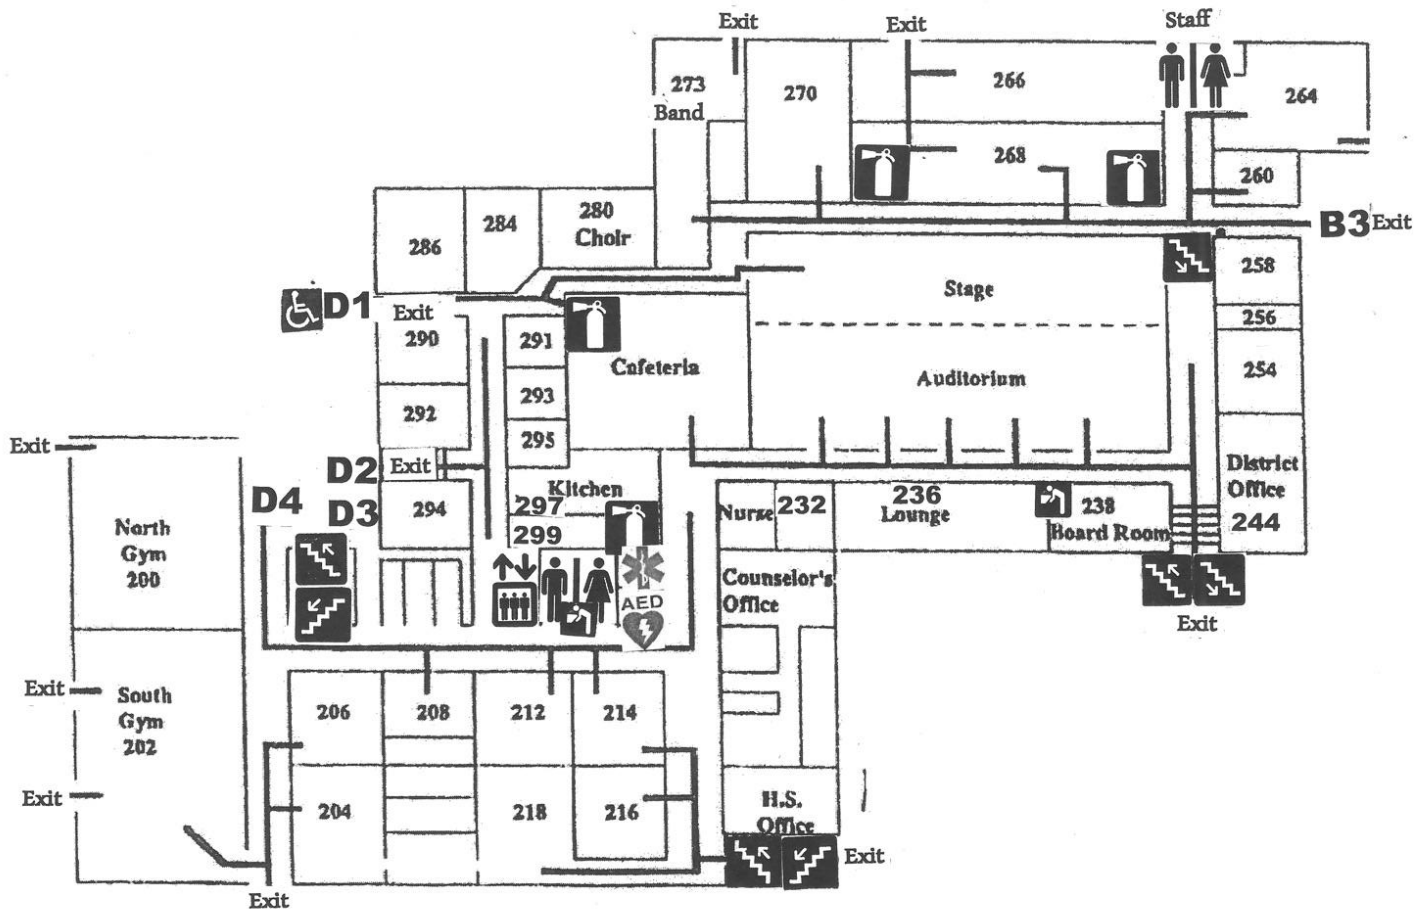 Exit
Exit
Staff
273
Band
270
266
264
268
260
B3 Exit
280
Choir
284
286
258
D1
Exit
Stage
256
290
291
Cafeteria
Auditorium
254
293
292
295
Exit
D2 Exit
District
Office
244
Kitchen
297
D4
D3
294
299
Nurse
232
236
Lounge
238
Board Room
North
Gym
200
Counselor's
Office
AED
Exit
Exit
South
Gym
202
206
208
212
214
Exit
204
218
216
H.S.
Office
Exit
Exit